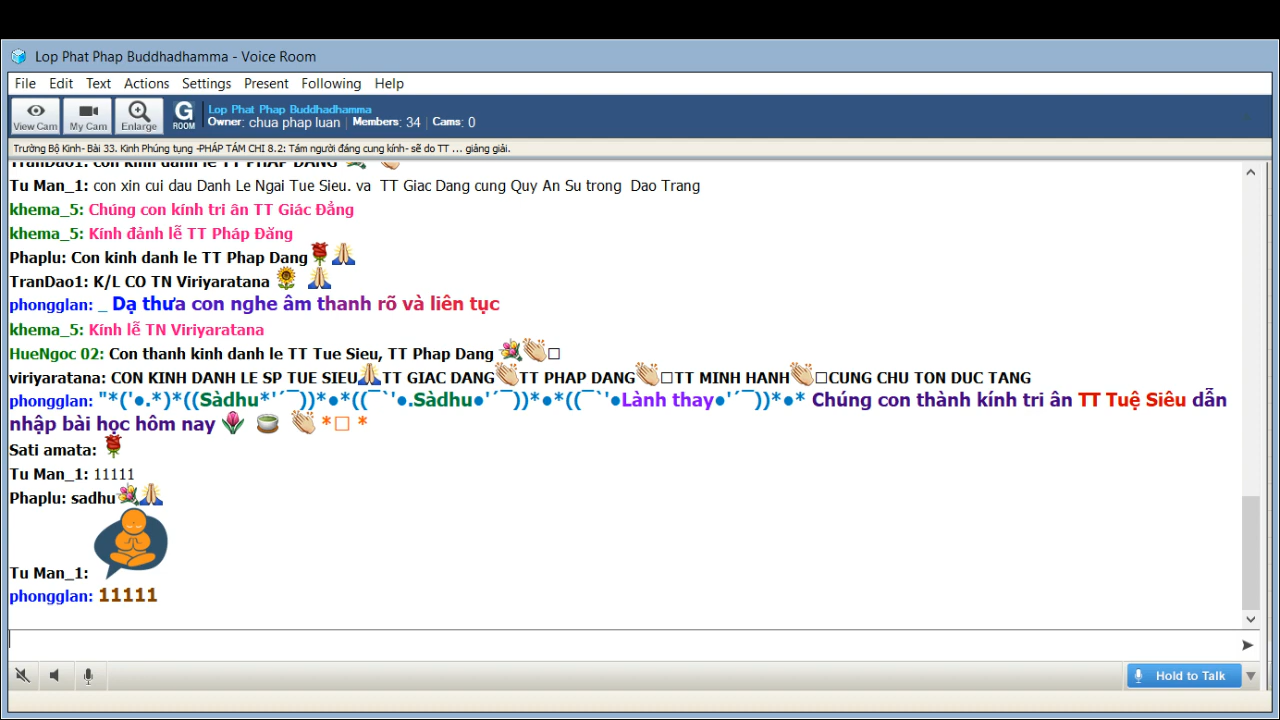 Lop Phat Phap Buddhadhamma - Voice Room
File Edit Text Actions Settings Present Following Help
View Cam My Cam Enlarge G ROOM Lop Phat Phap Buddhadhamma
Owner: chua phap luan | Members: 34 | Cams: 0
Trường Bộ Kinh- Bài 33. Kinh Phúng tụng -PHÁP TÁM CHI 8.2: Tám người đáng cung kính- sẽ do TT ... giảng giải.
TranDao1: con kinh danh le TT PHAP DANG
Tu Man_1: con xin cui dau Danh Le Ngai Tue Sieu. va TT Giac Dang cung Quy An Su trong Dao Trang
khema_5: Chúng con kính tri ân TT Giác Đẳng
khema_5: Kính đảnh lễ TT Pháp Đăng
Phaplu: Con kinh danh le TT Phap Dang🌹🙏
TranDao1: K/L CO TN Viriyaratana 🌻 🙏
phongglan: _ Dạ thưa con nghe âm thanh rõ và liên tục
khema_5: Kính lễ TN Viriyaratana
HueNgoc 02: Con thanh kinh danh le TT Tue Sieu, TT Phap Dang 💐👏□
viriyaratana: CON KINH DANH LE SP TUE SIEU🙏TT GIAC DANG👏TT PHAP DANG👏□TT MINH HANH👏□CUNG CHU TON DUC TANG
phongglan: "*('●.*)*((Sàdhu*'´¯))*●*((¯`'●.Sàdhu●'´¯))*●*((¯`'●Lành thay●'´¯))*●* Chúng con thành kính tri ân TT Tuệ Siêu dẫn
nhập bài học hôm nay 🌷 🍵 👏 *□ *
Sati amata: 🌹
Tu Man_1: 11111
Phaplu: sadhu💐🙏
Tu Man_1:
phongglan: 11111
Hold to Talk